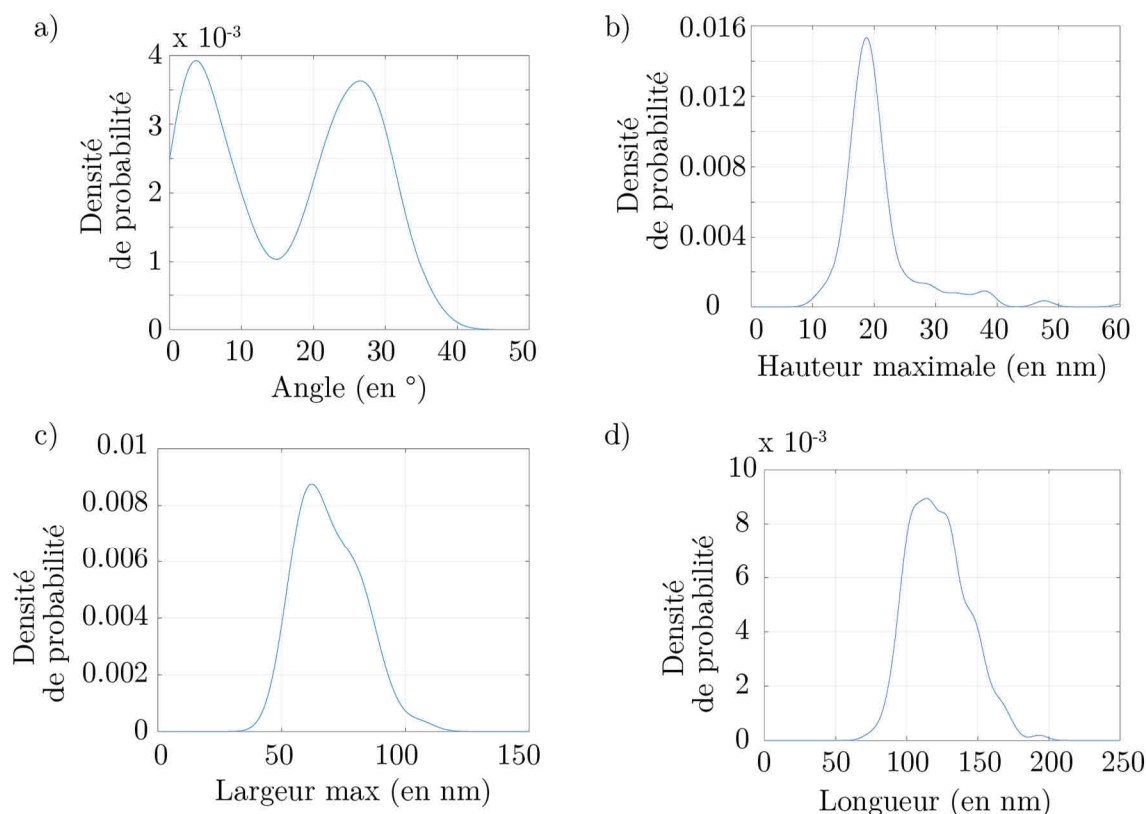 a)
x 10-3
4
3
2
1
0
0 10 20 30 40 50
Densité
de probabilité
Angle (en °)
b)
0.016
0.012
0.008
0.004
0
0 10 20 30 40 50 60
Densité
de probabilité
Hauteur maximale (en nm)
c)
0.01
0.008
0.006
0.004
0.002
0
0 50 100 150
Densité
de probabilité
Largeur max (en nm)
d)
x 10-3
10
8
6
4
2
0
0 50 100 150 200 250
Densité
de probabilité
Longueur (en nm)